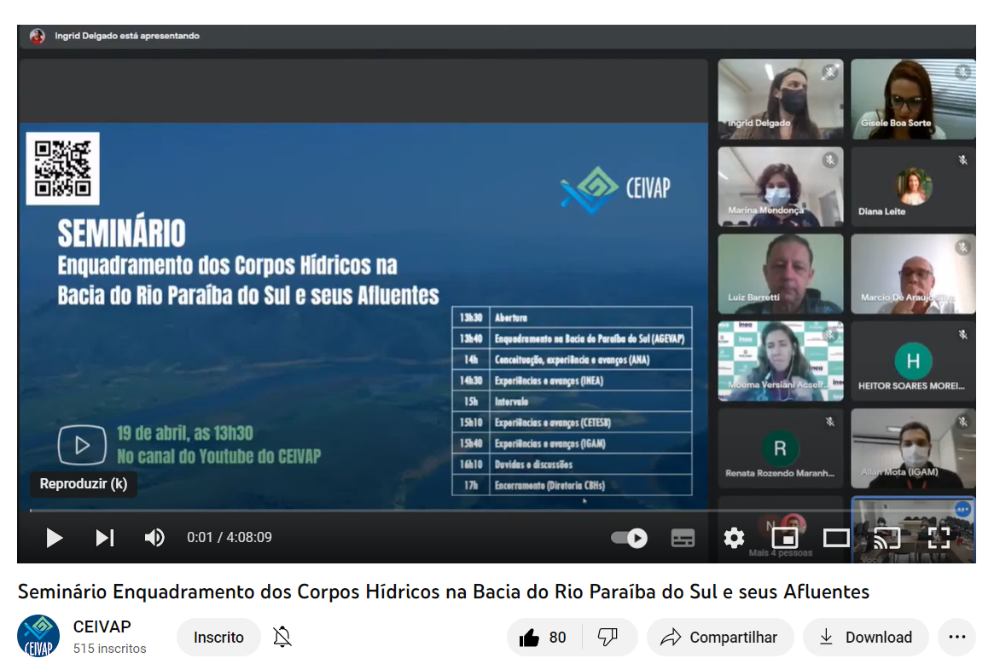 Ingrid Delgado está apresentando
CEIVAP
SEMINÁRIO
Enquadramento dos Corpos Hídricos na
Bacia do Rio Paraíba do Sul e seus Afluentes
13h30 Abertura
13h40 Enquadramento na Bacia do Paraíba do Sul (AGEVAP)
14h Conceituação, experiência e avanços (ANA)
14h30 Experiências e avanços (INEA)
15h Intervalo
15h10 Experiências e avanços (CETESB)
15h40 Experiências e avanços (IGAM)
16h10 Duvidas e discussões
17h Encerramento (Diretoria CBHs)
19 de abril, as 13h30
No canal do Youtube do CEIVAP
Reproduzir (k)
0:01 / 4:08:09
Ingrid Delgado
Gisele Boa Sorte
Marina Mendonça
Diana Leite
Luiz Barretti
Marcio De Araujo Silva
inea
inea
Moema Versiani Acselr...
H
HEITOR SOARES MOREI...
R
Renata Rozendo Maranh...
Allan Mota (IGAM)
N
Mais 4 pessoas
Você
Seminário Enquadramento dos Corpos Hídricos na Bacia do Rio Paraíba do Sul e seus Afluentes
CEIVAP
CEIVAP
515 inscritos
Inscrito
80
Compartilhar
Download